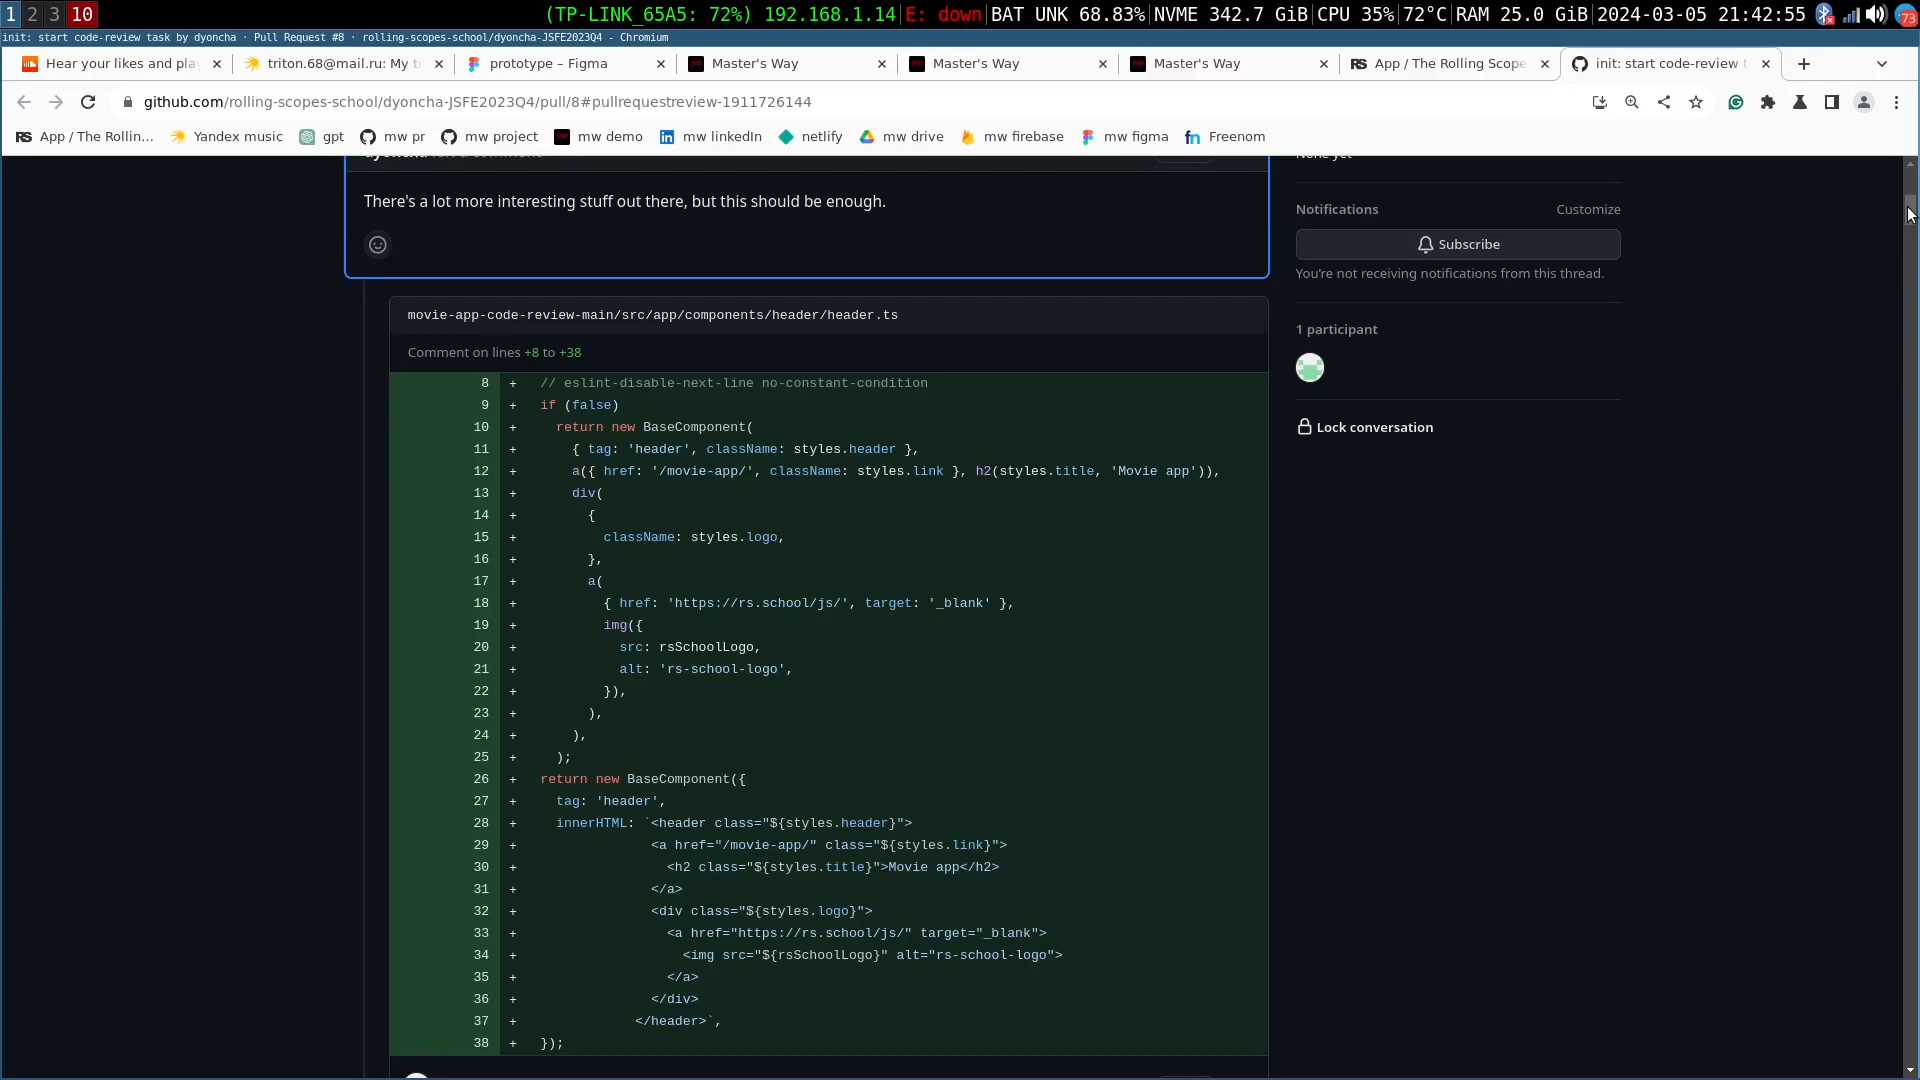 1 2 3 10 (TP-LINK_65A5: 72%) 192.168.1.14 E: down BAT UNK 68.83% NVME 342.7 GiB CPU 35% 72°C RAM 25.0 GiB 2024-03-05 21:42:55 73
init: start code-review task by dyoncha · Pull Request #8 · rolling-scopes-school/dyoncha-JSFE2023Q4 - Chromium
Hear your likes and play triton.68@mail.ru: My t prototype – Figma Master's Way Master's Way Master's Way App / The Rolling Scope init: start code-review t
github.com/rolling-scopes-school/dyoncha-JSFE2023Q4/pull/8#pullrequestreview-1911726144
App / The Rollin... Yandex music gpt mw pr mw project mw demo mw linkedIn netlify mw drive mw firebase mw figma Freenom
There's a lot more interesting stuff out there, but this should be enough.
movie-app-code-review-main/src/app/components/header/header.ts
Comment on lines +8 to +38
8 + // eslint-disable-next-line no-constant-condition
9 + if (false)
10 + return new BaseComponent(
11 + { tag: 'header', className: styles.header },
12 + a({ href: '/movie-app/', className: styles.link }, h2(styles.title, 'Movie app')),
13 + div(
14 + {
15 + className: styles.logo,
16 + },
17 + a(
18 + { href: 'https://rs.school/js/', target: '_blank' },
19 + img({
20 + src: rsSchoolLogo,
21 + alt: 'rs-school-logo',
22 + }),
23 + ),
24 + ),
25 + );
26 + return new BaseComponent({
27 + tag: 'header',
28 + innerHTML: `<header class="${styles.header}">
29 + <a href="/movie-app/" class="${styles.link}">
30 + <h2 class="${styles.title}">Movie app</h2>
31 + </a>
32 + <div class="${styles.logo}">
33 + <a href="https://rs.school/js/" target="_blank">
34 + <img src="${rsSchoolLogo}" alt="rs-school-logo">
35 + </a>
36 + </div>
37 + </header>`,
38 + });
None yet
Notifications Customize
Subscribe
You're not receiving notifications from this thread.
1 participant
Lock conversation